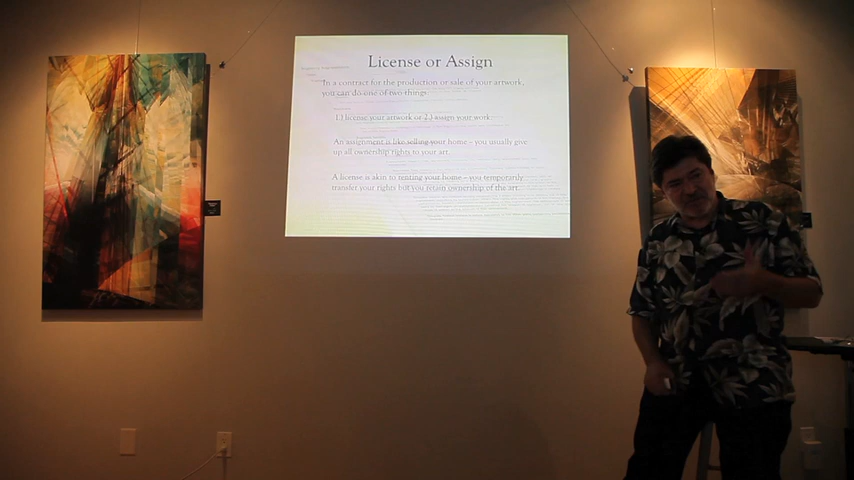 License or Assign
In a contract for the production or sale of your artwork,
you can do one of two things.
1.) license your artwork or 2.) assign your work.
An assignment is like selling your home – you usually give
up all ownership rights to your art.
A license is akin to renting your home – you temporarily
transfer your rights but you retain ownership of the art.